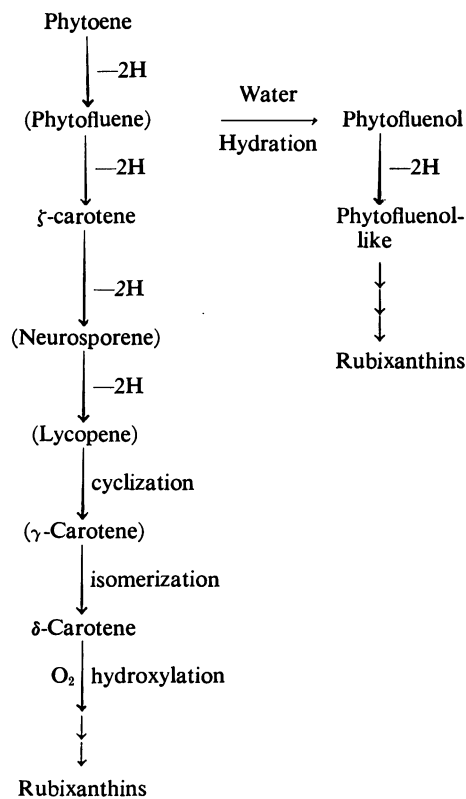 Phytoene
—2H
(Phytofluene)
Water
Hydration
Phytofluenol
—2H
—2H
ζ-carotene
Phytofluenol-
like
—2H
(Neurosporene)
Rubixanthins
—2H
(Lycopene)
cyclization
(γ-Carotene)
isomerization
δ-Carotene
O₂ hydroxylation
Rubixanthins